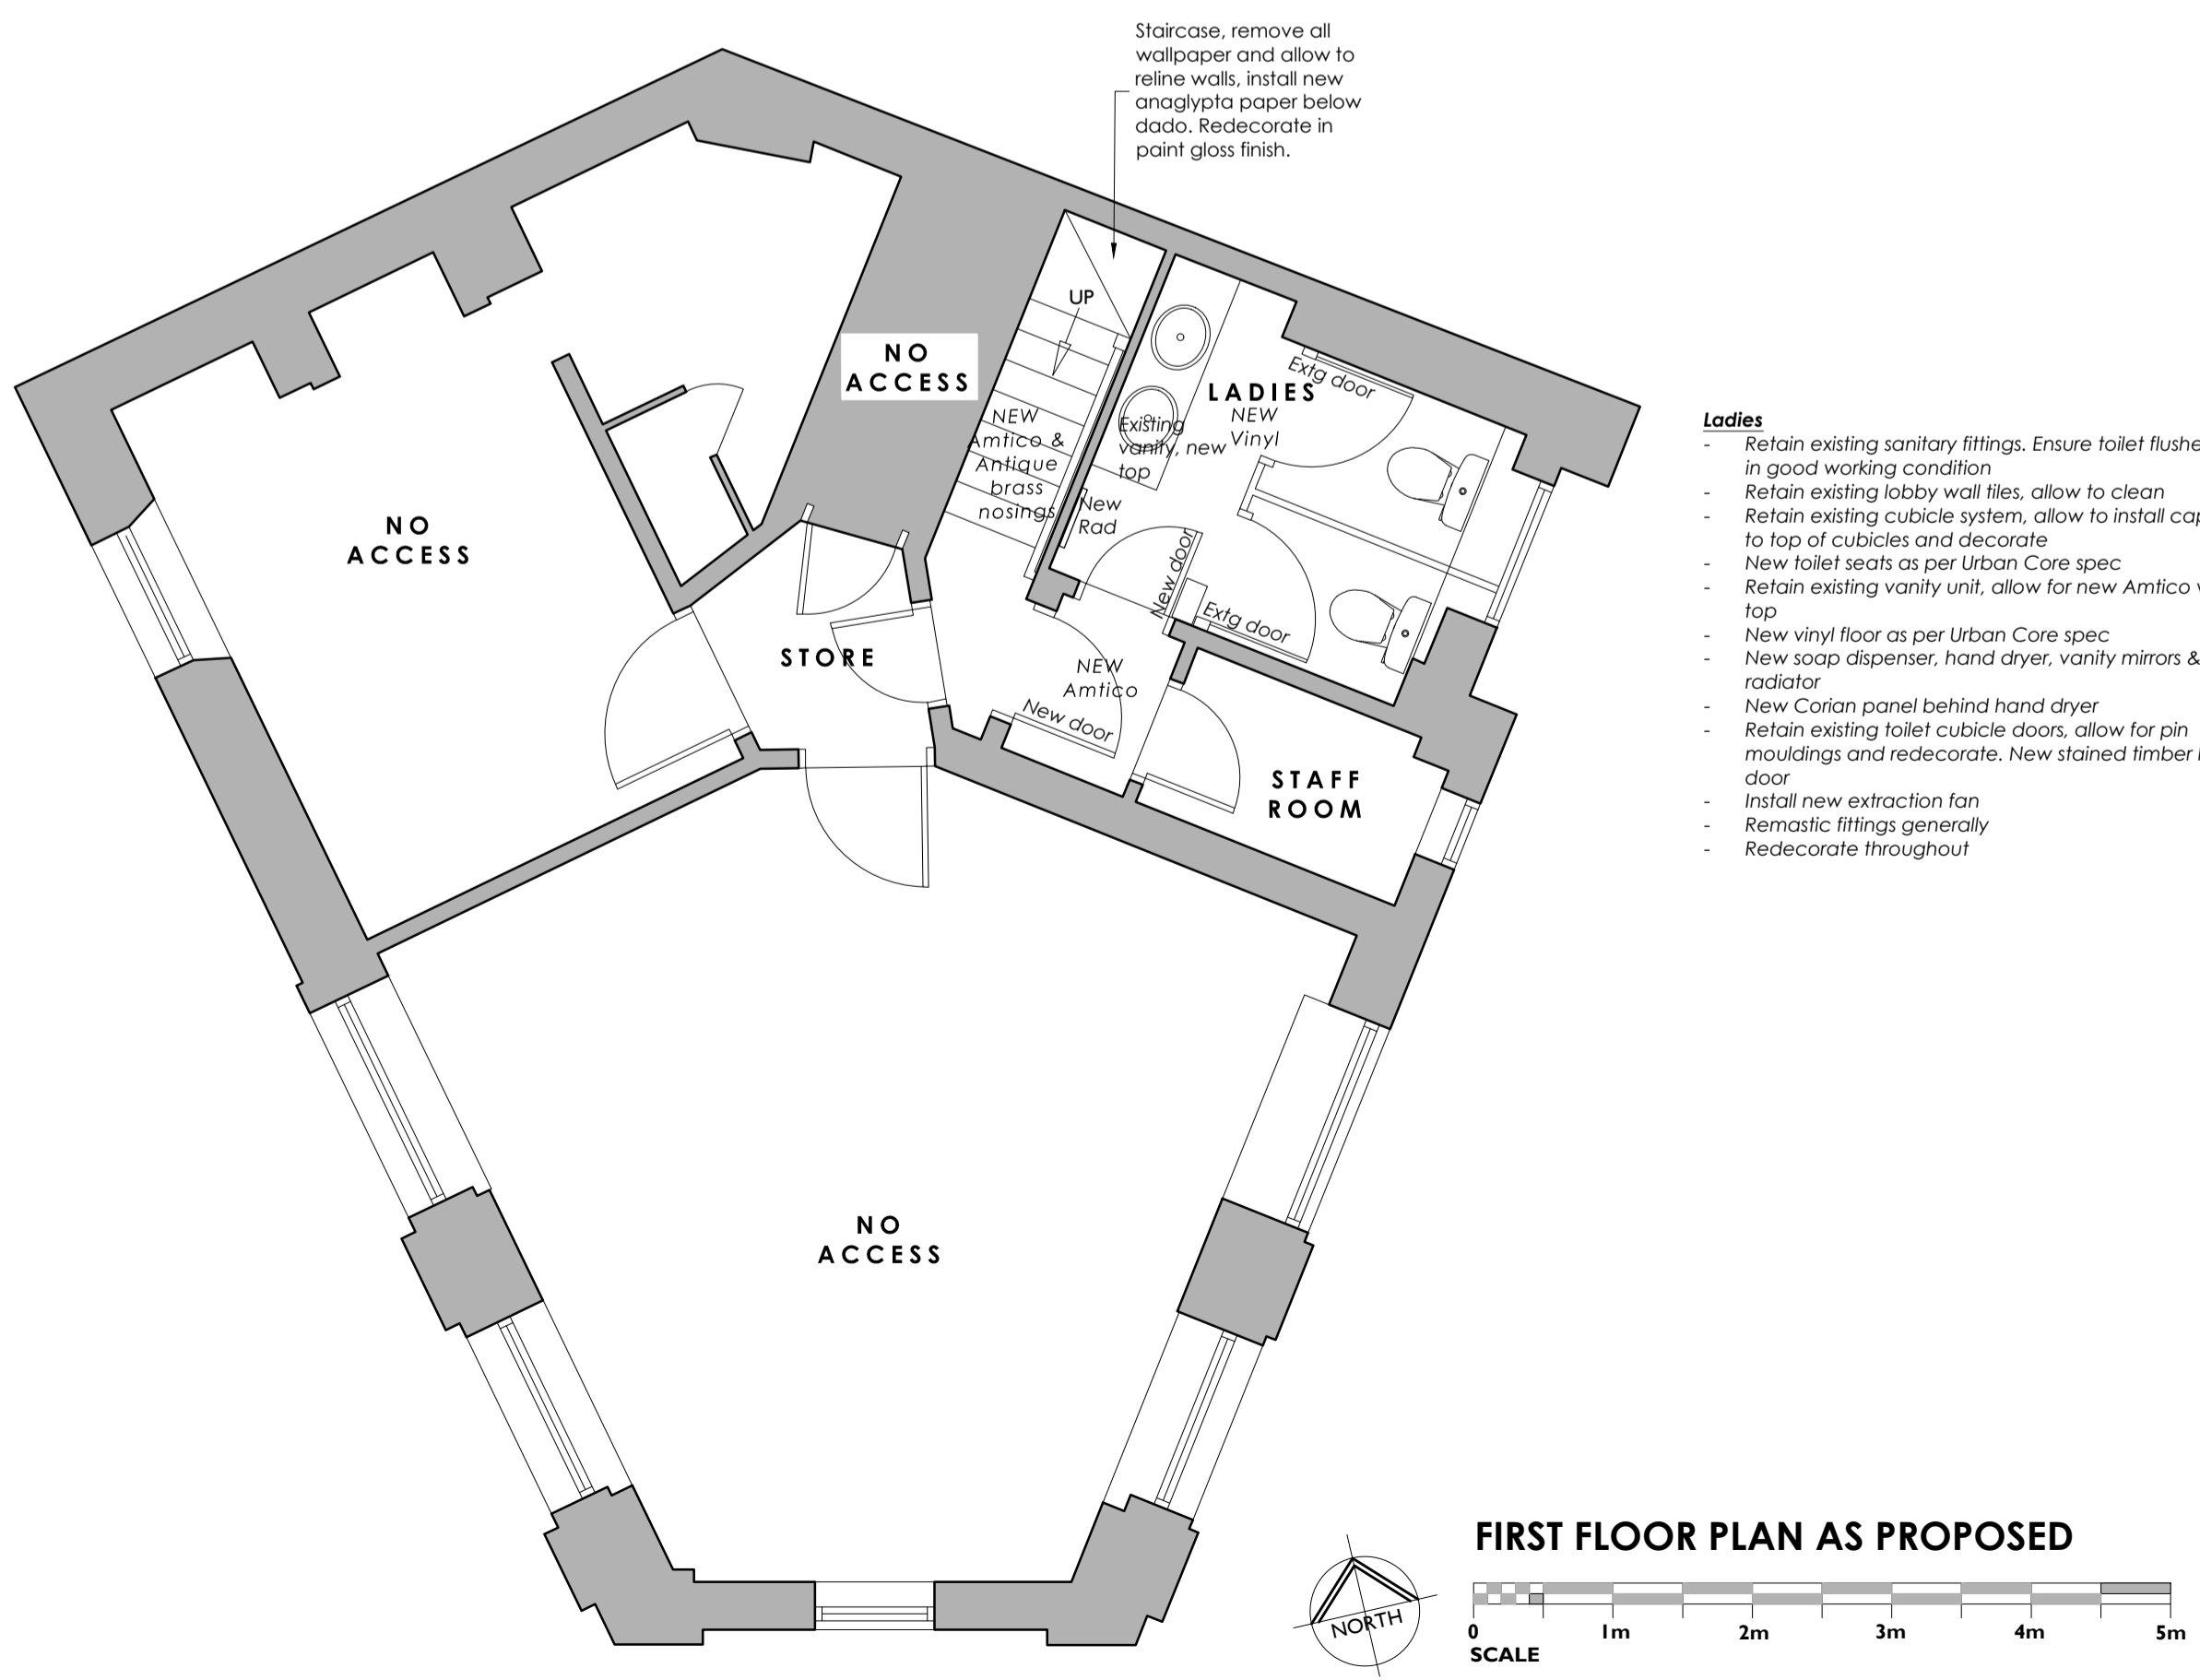 Staircase, remove all
wallpaper and allow to
reline walls, install new
anaglypta paper below
dado. Redecorate in
paint gloss finish.
UP
NO
ACCESS
NEW
Amtico &
Antique
brass
nosings
LADIES
NEW
Vinyl
Extg door
Existing
vanity, new
top
New
Rad
New door
Extg door
NO
ACCESS
STORE
NEW
Amtico
New door
STAFF
ROOM
NO
ACCESS
Ladies
- Retain existing sanitary fittings. Ensure toilet flushe
in good working condition
- Retain existing lobby wall tiles, allow to clean
- Retain existing cubicle system, allow to install cap
to top of cubicles and decorate
- New toilet seats as per Urban Core spec
- Retain existing vanity unit, allow for new Amtico v
top
- New vinyl floor as per Urban Core spec
- New soap dispenser, hand dryer, vanity mirrors &
radiator
- New Corian panel behind hand dryer
- Retain existing toilet cubicle doors, allow for pin
mouldings and redecorate. New stained timber
door
- Install new extraction fan
- Remastic fittings generally
- Redecorate throughout
FIRST FLOOR PLAN AS PROPOSED
NORTH
0 1m 2m 3m 4m 5m
SCALE